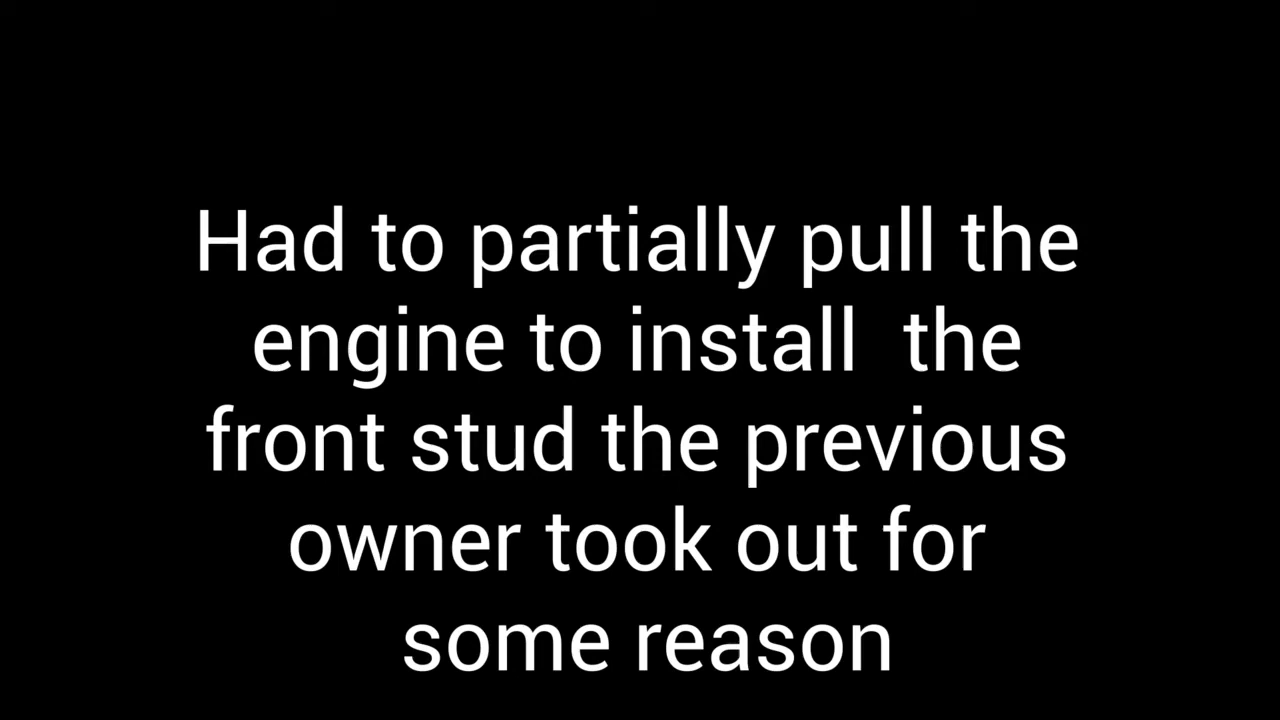 Had to partially pull the
engine to install  the
front stud the previous
owner took out for
some reason